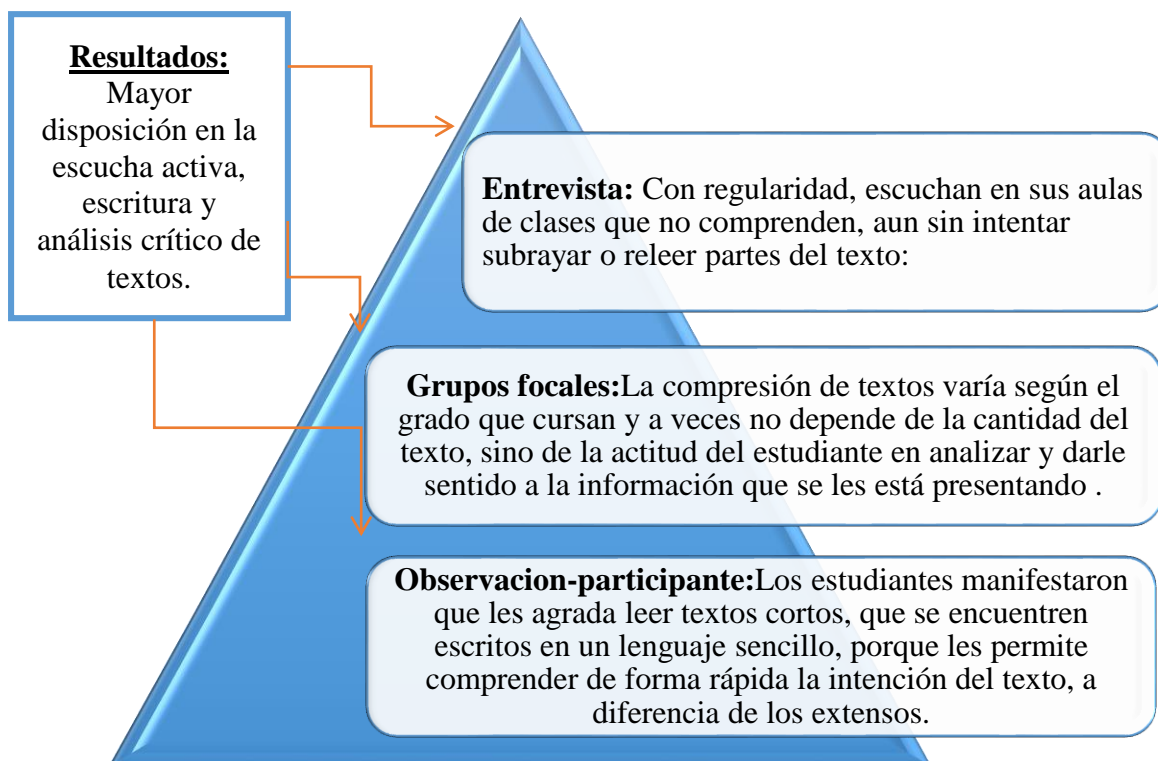 Resultados:
Mayor
disposición en la
escucha activa,
escritura y
análisis crítico de
textos.
Entrevista: Con regularidad, escuchan en sus aulas
de clases que no comprenden, aun sin intentar
subrayar o releer partes del texto:
Grupos focales:La compresión de textos varía según el
grado que cursan y a veces no depende de la cantidad del
texto, sino de la actitud del estudiante en analizar y darle
sentido a la información que se les está presentando .
Observacion-participante:Los estudiantes manifestaron
que les agrada leer textos cortos, que se encuentren
escritos en un lenguaje sencillo, porque les permite
comprender de forma rápida la intención del texto, a
diferencia de los extensos.